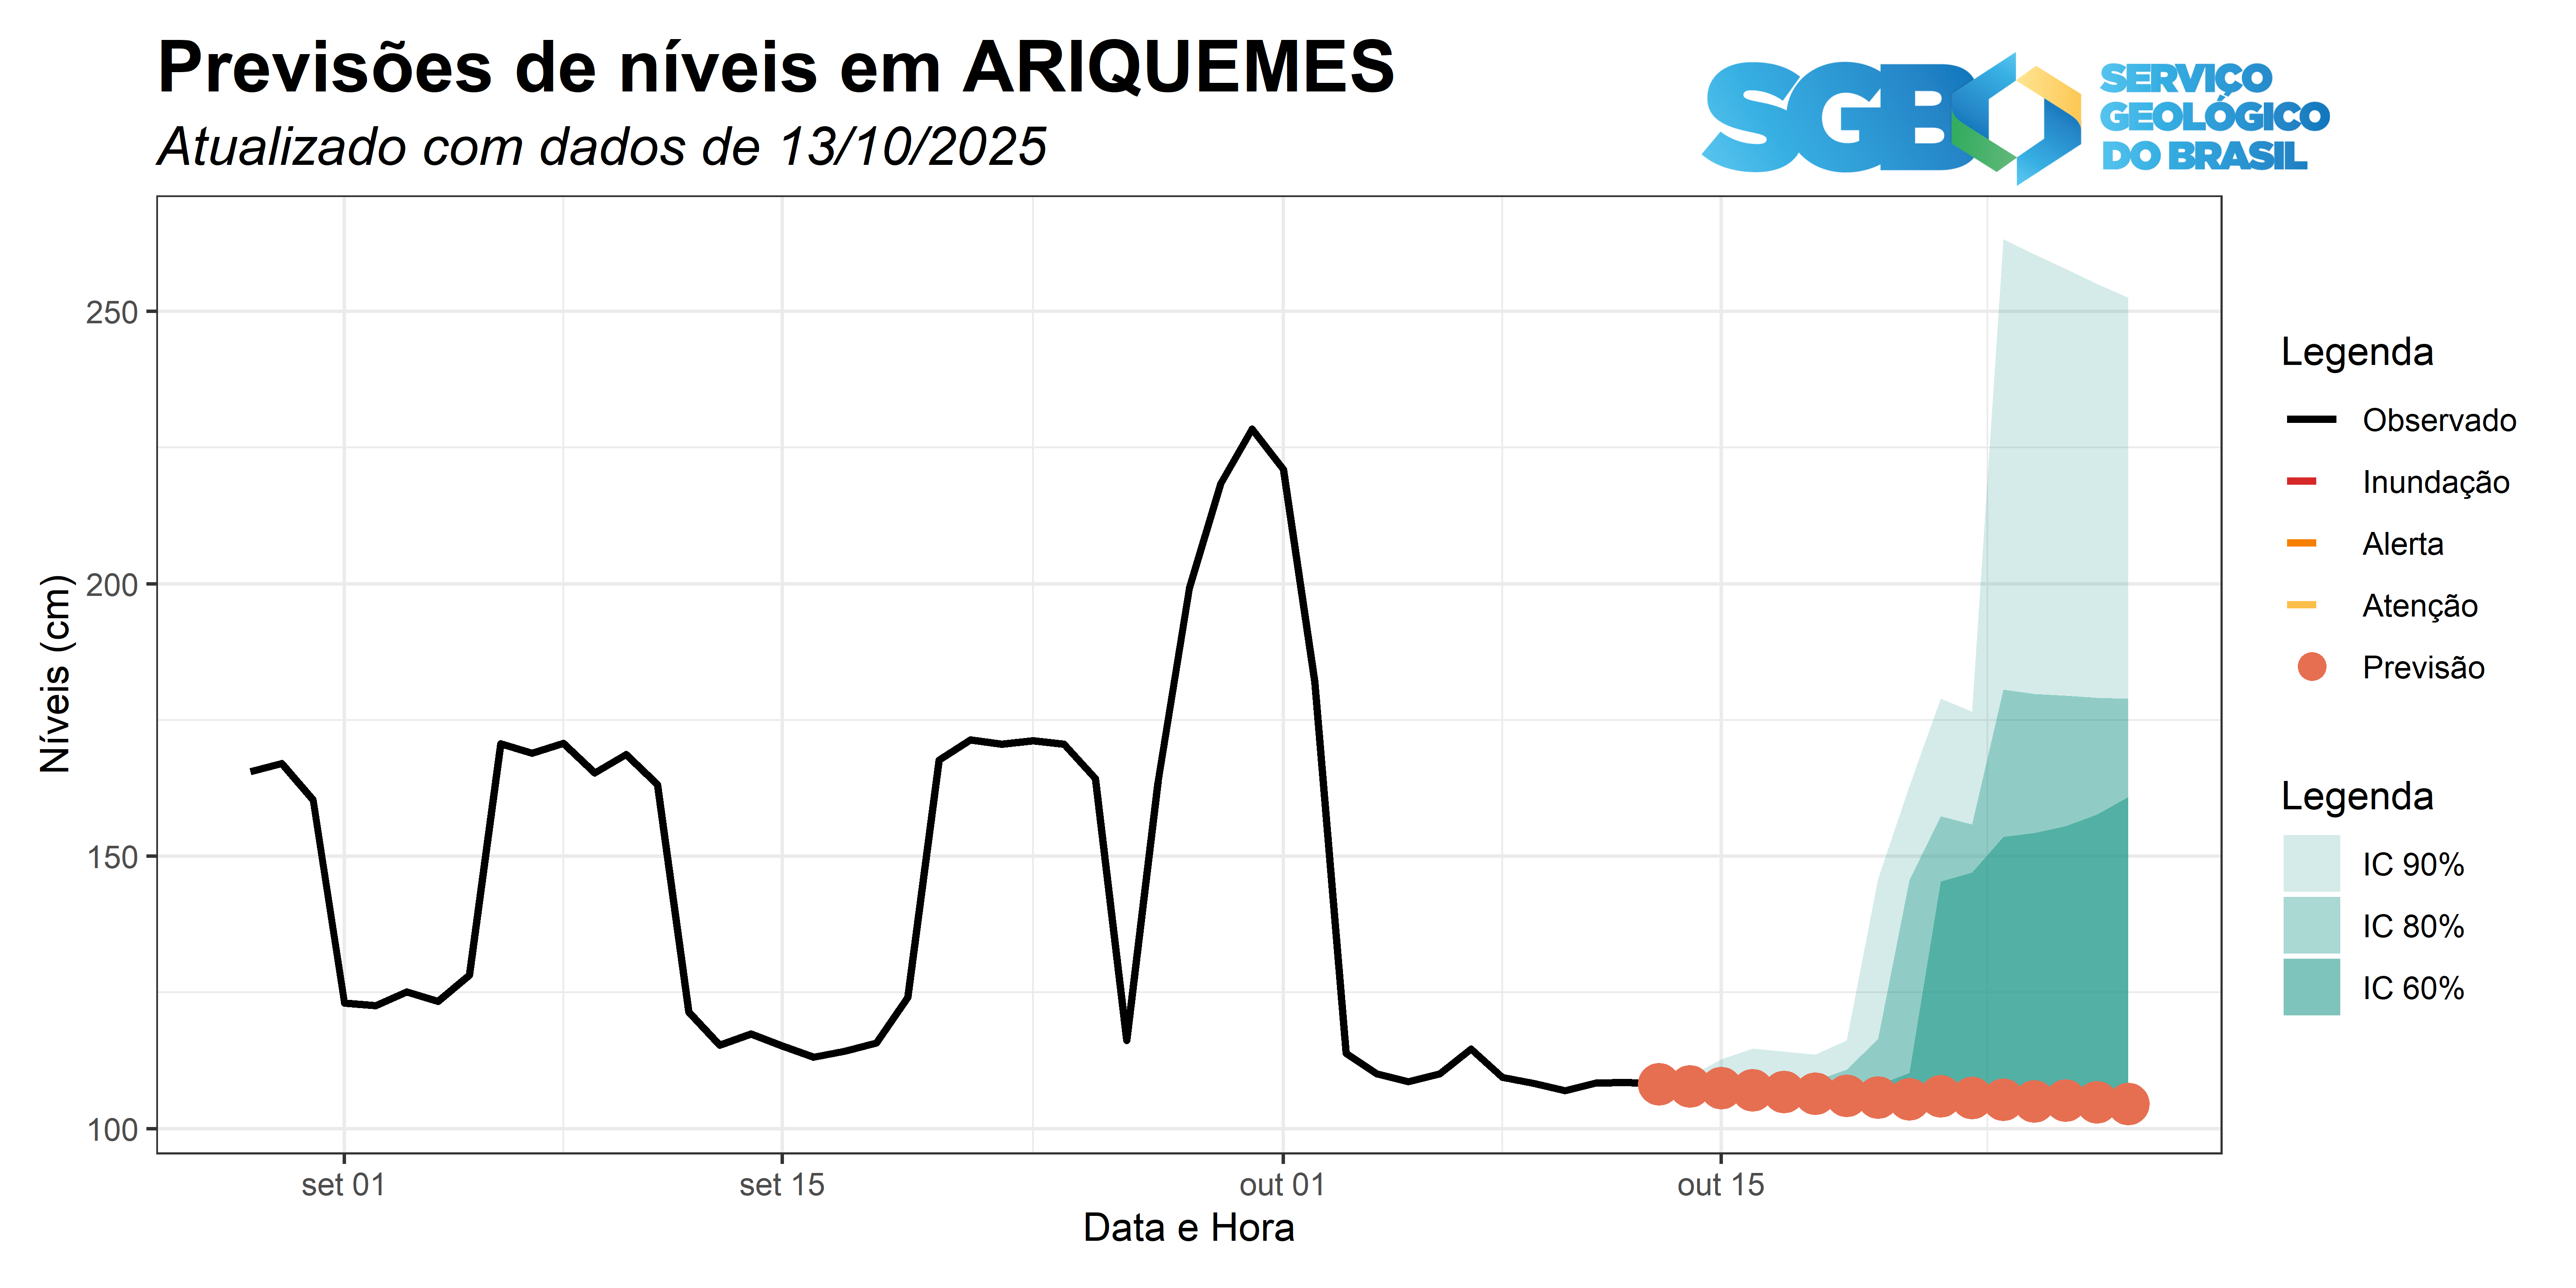 Previsões de níveis em ARIQUEMES
Atualizado com dados de 13/10/2025
SGB
SERVIÇO
GEOLÓGICO
DO BRASIL
Níveis (cm)
250
200
150
100
set 01
set 15
out 01
out 15
Data e Hora
Legenda
Observado
Inundação
Alerta
Atenção
Previsão
Legenda
IC 90%
IC 80%
IC 60%